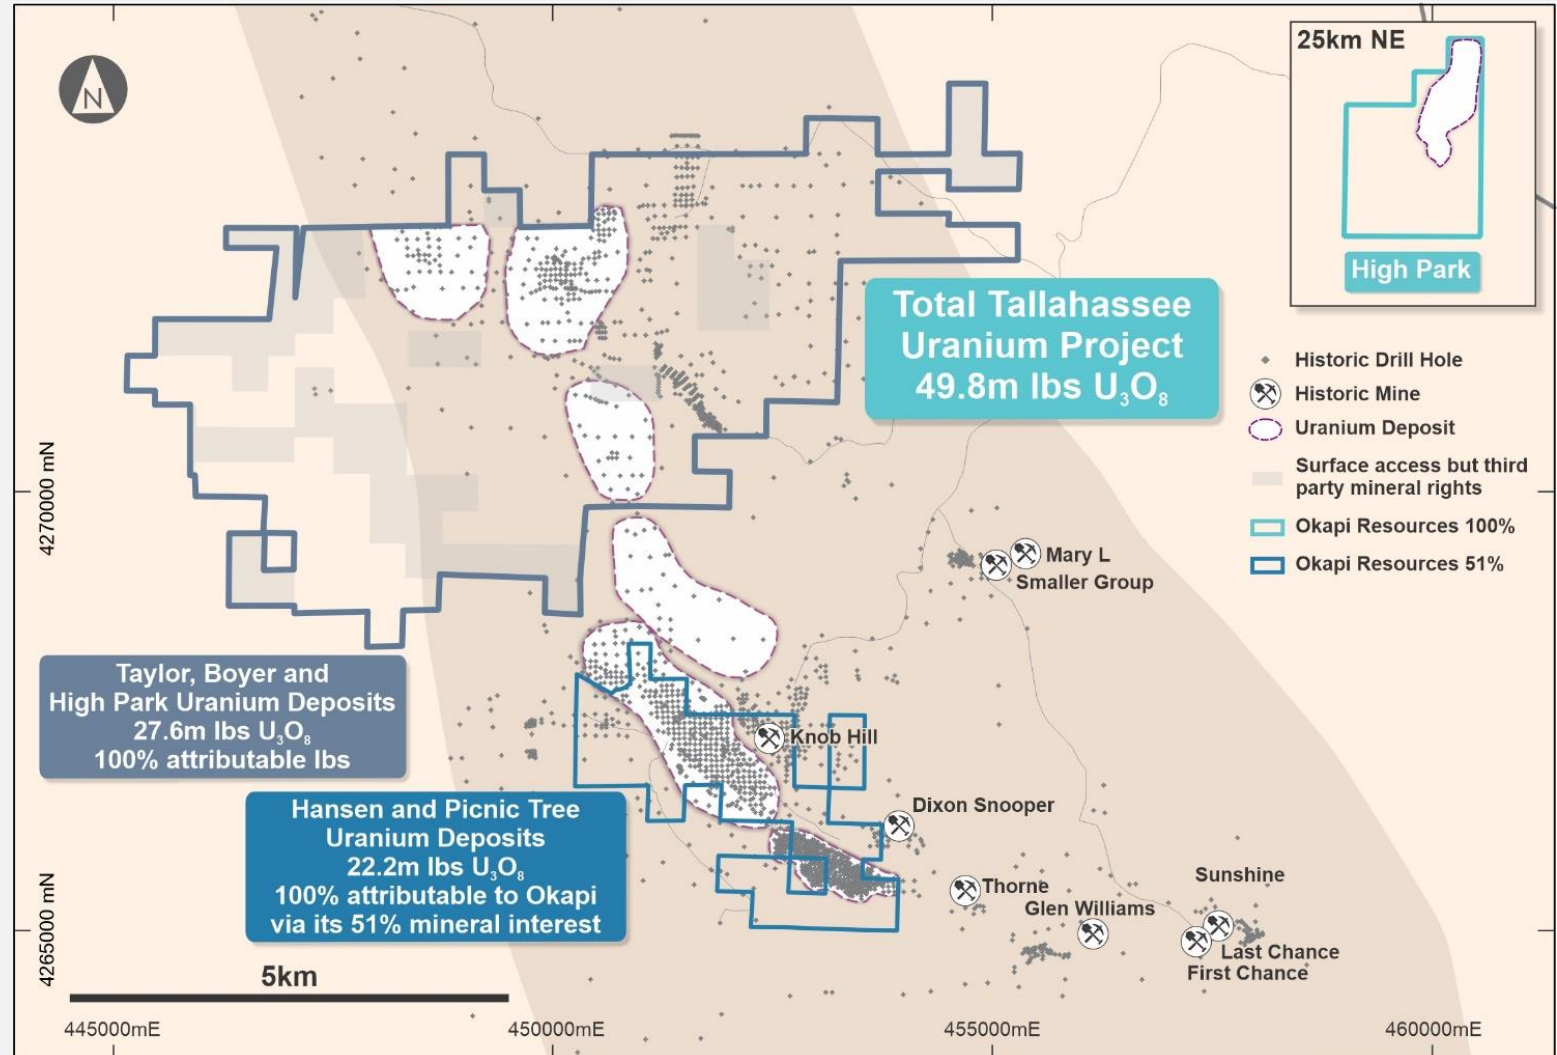 N
25km NE
High Park
Total Tallahassee
Uranium Project
49.8m lbs U₃O₈
Historic Drill Hole
Historic Mine
Uranium Deposit
Surface access but third
party mineral rights
Okapi Resources 100%
Okapi Resources 51%
4270000 mN
4265000 mN
Mary L
Smaller Group
Taylor, Boyer and
High Park Uranium Deposits
27.6m lbs U₃O₈
100% attributable lbs
Knob Hill
Hansen and Picnic Tree
Uranium Deposits
22.2m lbs U₃O₈
100% attributable to Okapi
via its 51% mineral interest
Dixon Snooper
Thorne
Glen Williams
Sunshine
Last Chance
First Chance
5km
445000mE
450000mE
455000mE
460000mE